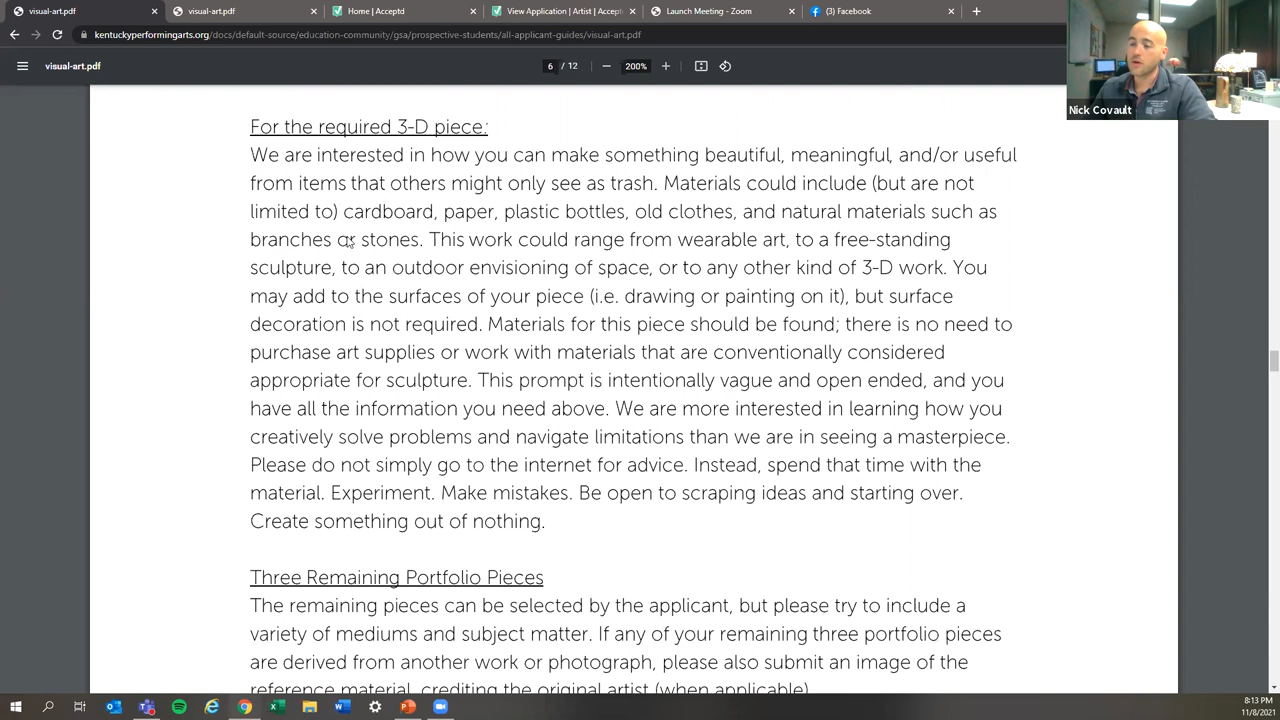 visual-art.pdf
visual-art.pdf
Home | Acceptd
View Application | Artist | Accept
Launch Meeting - Zoom
(3) Facebook
kentuckyperformingarts.org/docs/default-source/education-community/gsa/prospective-students/all-applicant-guides/visual-art.pdf
visual-art.pdf
6 / 12
200%
Nick Covault
For the required 3-D piece:
We are interested in how you can make something beautiful, meaningful, and/or useful
from items that others might only see as trash. Materials could include (but are not
limited to) cardboard, paper, plastic bottles, old clothes, and natural materials such as
branches or stones. This work could range from wearable art, to a free-standing
sculpture, to an outdoor envisioning of space, or to any other kind of 3-D work. You
may add to the surfaces of your piece (i.e. drawing or painting on it), but surface
decoration is not required. Materials for this piece should be found; there is no need to
purchase art supplies or work with materials that are conventionally considered
appropriate for sculpture. This prompt is intentionally vague and open ended, and you
have all the information you need above. We are more interested in learning how you
creatively solve problems and navigate limitations than we are in seeing a masterpiece.
Please do not simply go to the internet for advice. Instead, spend that time with the
material. Experiment. Make mistakes. Be open to scraping ideas and starting over.
Create something out of nothing.
Three Remaining Portfolio Pieces
The remaining pieces can be selected by the applicant, but please try to include a
variety of mediums and subject matter. If any of your remaining three portfolio pieces
are derived from another work or photograph, please also submit an image of the
reference material, crediting the original artist (when applicable)
8:13 PM
11/8/2021